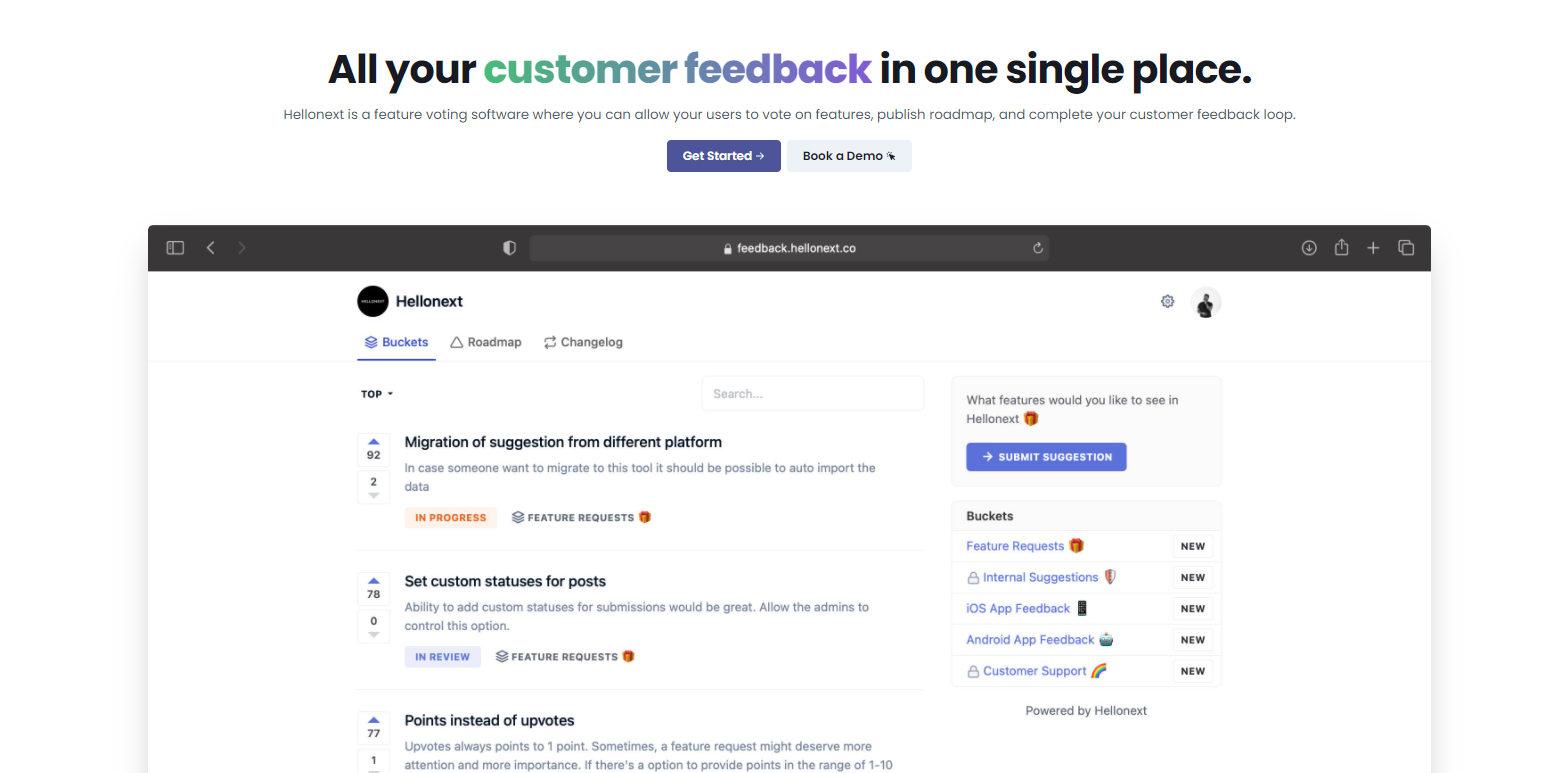 All your customer feedback in one single place.
Hellonext is a feature voting software where you can allow your users to vote on features, publish roadmap, and complete your customer feedback loop.
Get Started →
Book a Demo
feedback.hellonext.co
HELLONEXT
Hellonext
Buckets
Roadmap
Changelog
TOP
Search...
92
2
Migration of suggestion from different platform
In case someone want to migrate to this tool it should be possible to auto import the
data
IN PROGRESS
FEATURE REQUESTS 🎁
78
0
Set custom statuses for posts
Ability to add custom statuses for submissions would be great. Allow the admins to
control this option.
IN REVIEW
FEATURE REQUESTS 🎁
77
1
Points instead of upvotes
Upvotes always points to 1 point. Sometimes, a feature request might deserve more
attention and more importance. If there's a option to provide points in the range of 1-10
What features would you like to see in
Hellonext 🎁
→ SUBMIT SUGGESTION
Buckets
Feature Requests 🎁 NEW
Internal Suggestions NEW
iOS App Feedback 📱 NEW
Android App Feedback 🤖 NEW
Customer Support 🌈 NEW
Powered by Hellonext